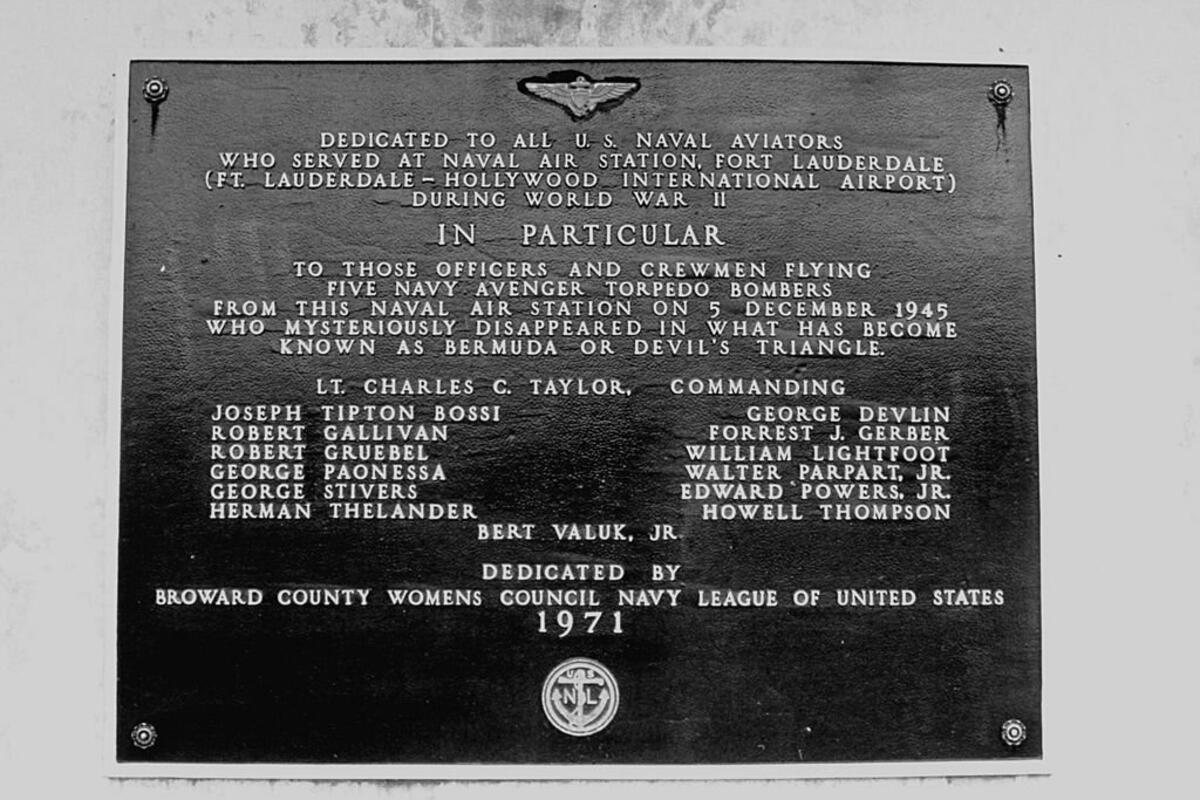 DEDICATED TO ALL U.S. NAVAL AVIATORS
WHO SERVED AT NAVAL AIR STATION, FORT LAUDERDALE
(FT. LAUDERDALE – HOLLYWOOD INTERNATIONAL AIRPORT)
DURING WORLD WAR II
IN PARTICULAR
TO THOSE OFFICERS AND CREWMEN FLYING
FIVE NAVY AVENGER TORPEDO BOMBERS
FROM THIS NAVAL AIR STATION ON 5 DECEMBER 1945
WHO MYSTERIOUSLY DISAPPEARED IN WHAT HAS BECOME
KNOWN AS BERMUDA OR DEVIL'S TRIANGLE.
LT. CHARLES C. TAYLOR, COMMANDING
JOSEPH TIPTON BOSSI GEORGE DEVLIN
ROBERT GALLIVAN FORREST J. GERBER
ROBERT GRUEBEL WILLIAM LIGHTFOOT
GEORGE PAONESSA WALTER PARPART, JR.
GEORGE STIVERS EDWARD POWERS, JR.
HERMAN THELANDER HOWELL THOMPSON
BERT VALUK, JR.
DEDICATED BY
BROWARD COUNTY WOMENS COUNCIL NAVY LEAGUE OF UNITED STATES
1971
U S
N L